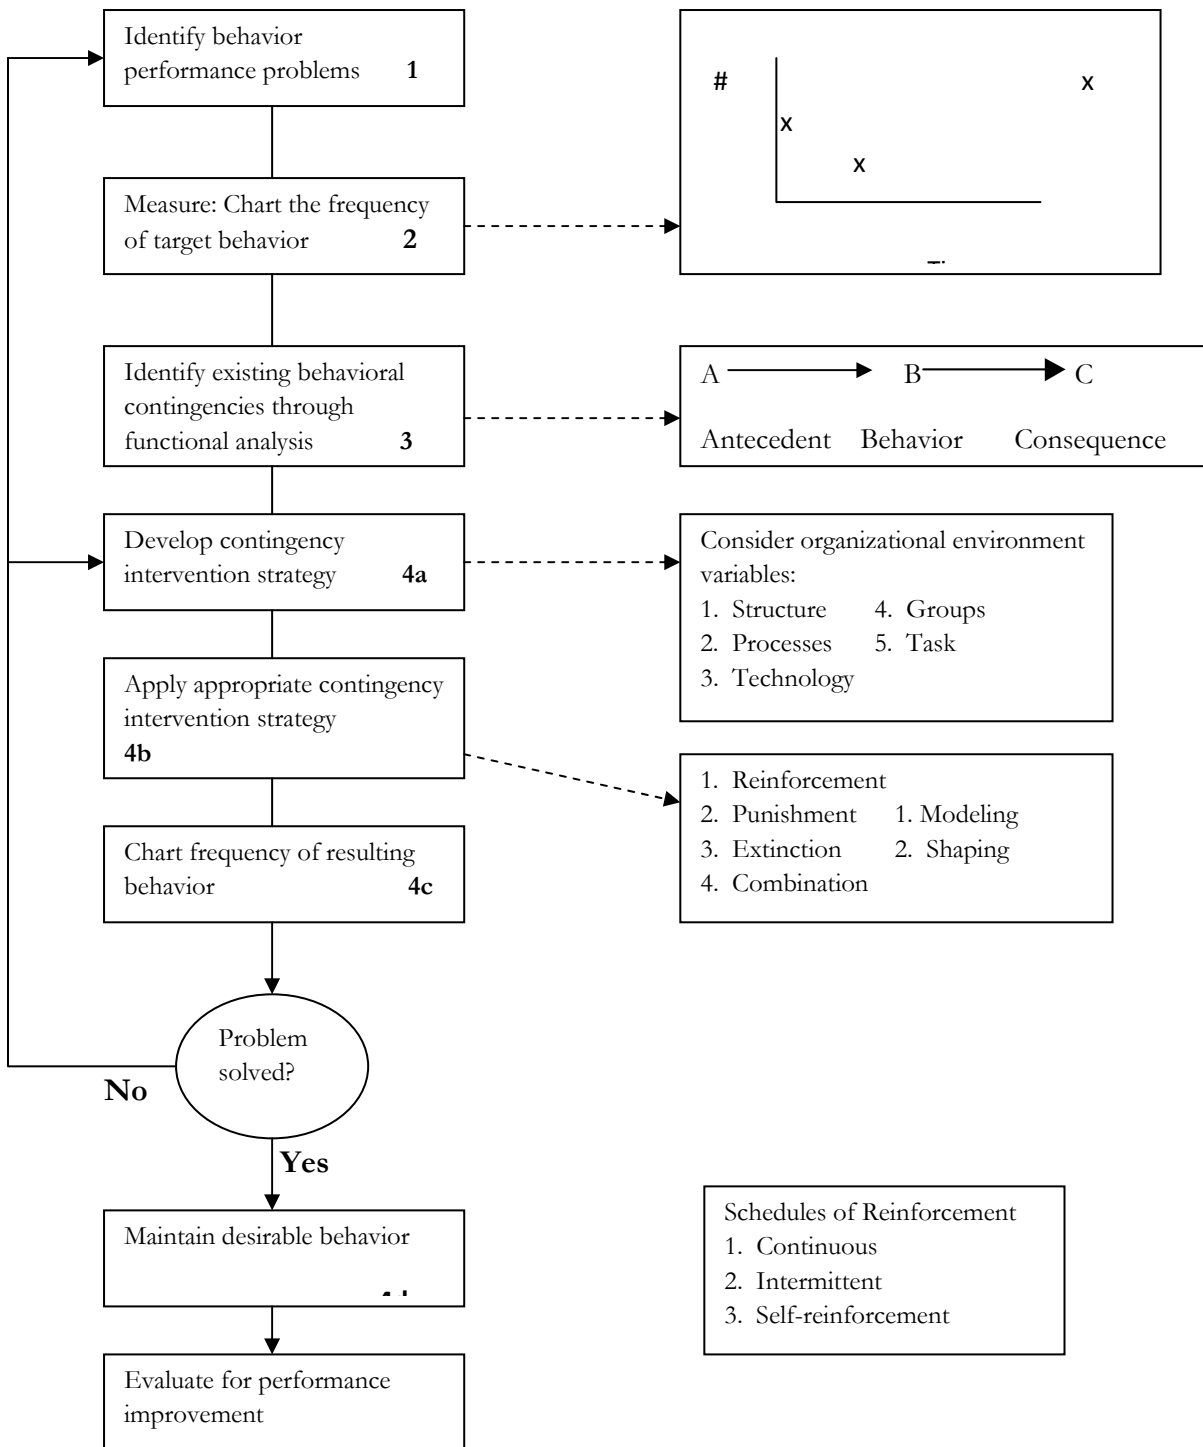 Identify behavior
performance problems 1
#
x
x
x
Measure: Chart the frequency
of target behavior 2
Identify existing behavioral
contingencies through
functional analysis 3
A B C
Antecedent Behavior Consequence
Develop contingency
intervention strategy 4a
Consider organizational environment
variables:
1. Structure 4. Groups
2. Processes 5. Task
3. Technology
Apply appropriate contingency
intervention strategy
4b
1. Reinforcement
2. Punishment 1. Modeling
3. Extinction 2. Shaping
4. Combination
Chart frequency of resulting
behavior 4c
Problem
solved?
No
Yes
Maintain desirable behavior
Schedules of Reinforcement
1. Continuous
2. Intermittent
3. Self-reinforcement
Evaluate for performance
improvement